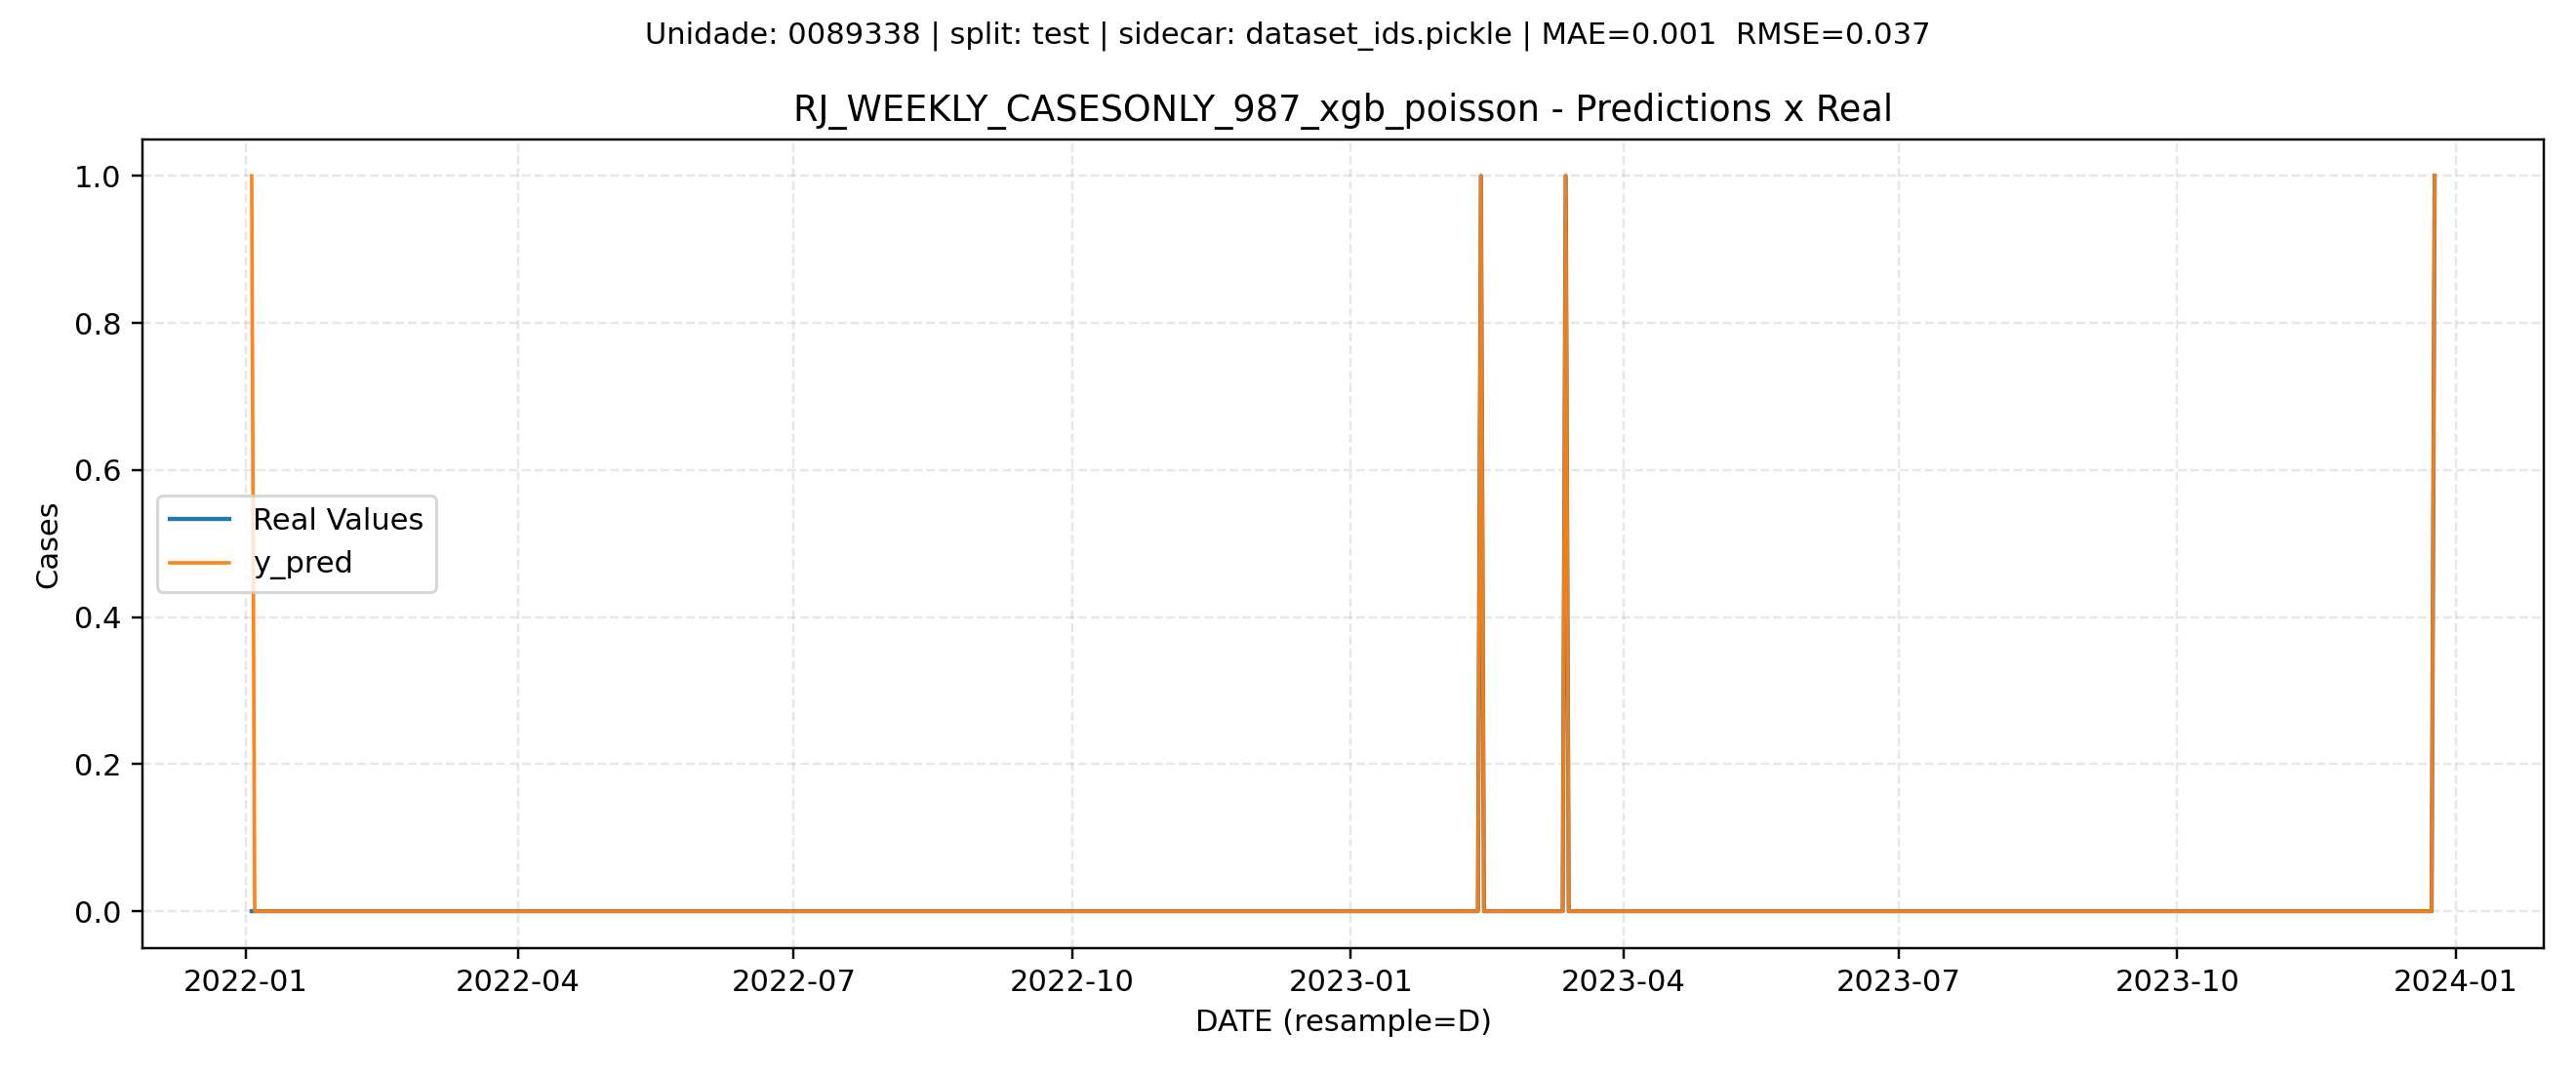 Unidade: 0089338 | split: test | sidecar: dataset_ids.pickle | MAE=0.001  RMSE=0.037
RJ_WEEKLY_CASESONLY_987_xgb_poisson - Predictions x Real
1.0
0.8
0.6
0.4
0.2
0.0
Cases
Real Values
y_pred
2022-01
2022-04
2022-07
2022-10
2023-01
2023-04
2023-07
2023-10
2024-01
DATE (resample=D)